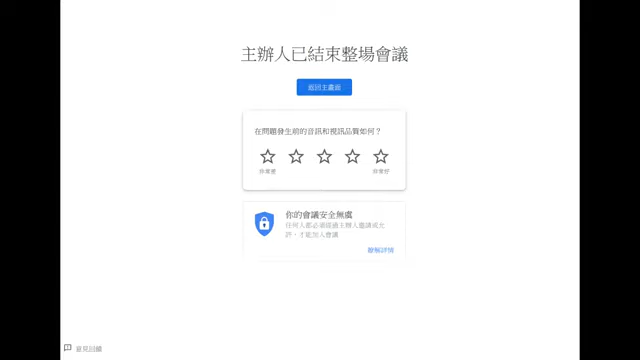 主辦人已結束整場會議
返回主畫面
在問題發生前的音訊和視訊品質如何？
非常差
非常好
你的會議安全無虞
任何人都必須經過主辦人邀請或允
許，才能加入會議
瞭解詳情
意見回饋